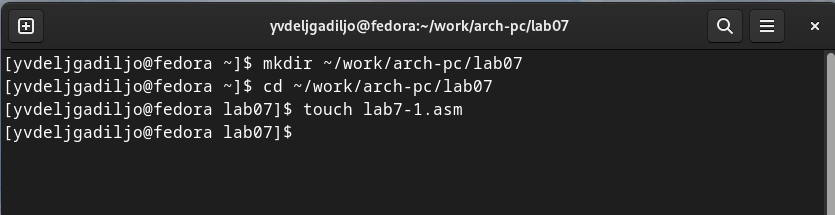 yvdeljgadiljo@fedora:~/work/arch-pc/lab07
[yvdeljgadiljo@fedora ~]$ mkdir ~/work/arch-pc/lab07
[yvdeljgadiljo@fedora ~]$ cd ~/work/arch-pc/lab07
[yvdeljgadiljo@fedora lab07]$ touch lab7-1.asm
[yvdeljgadiljo@fedora lab07]$